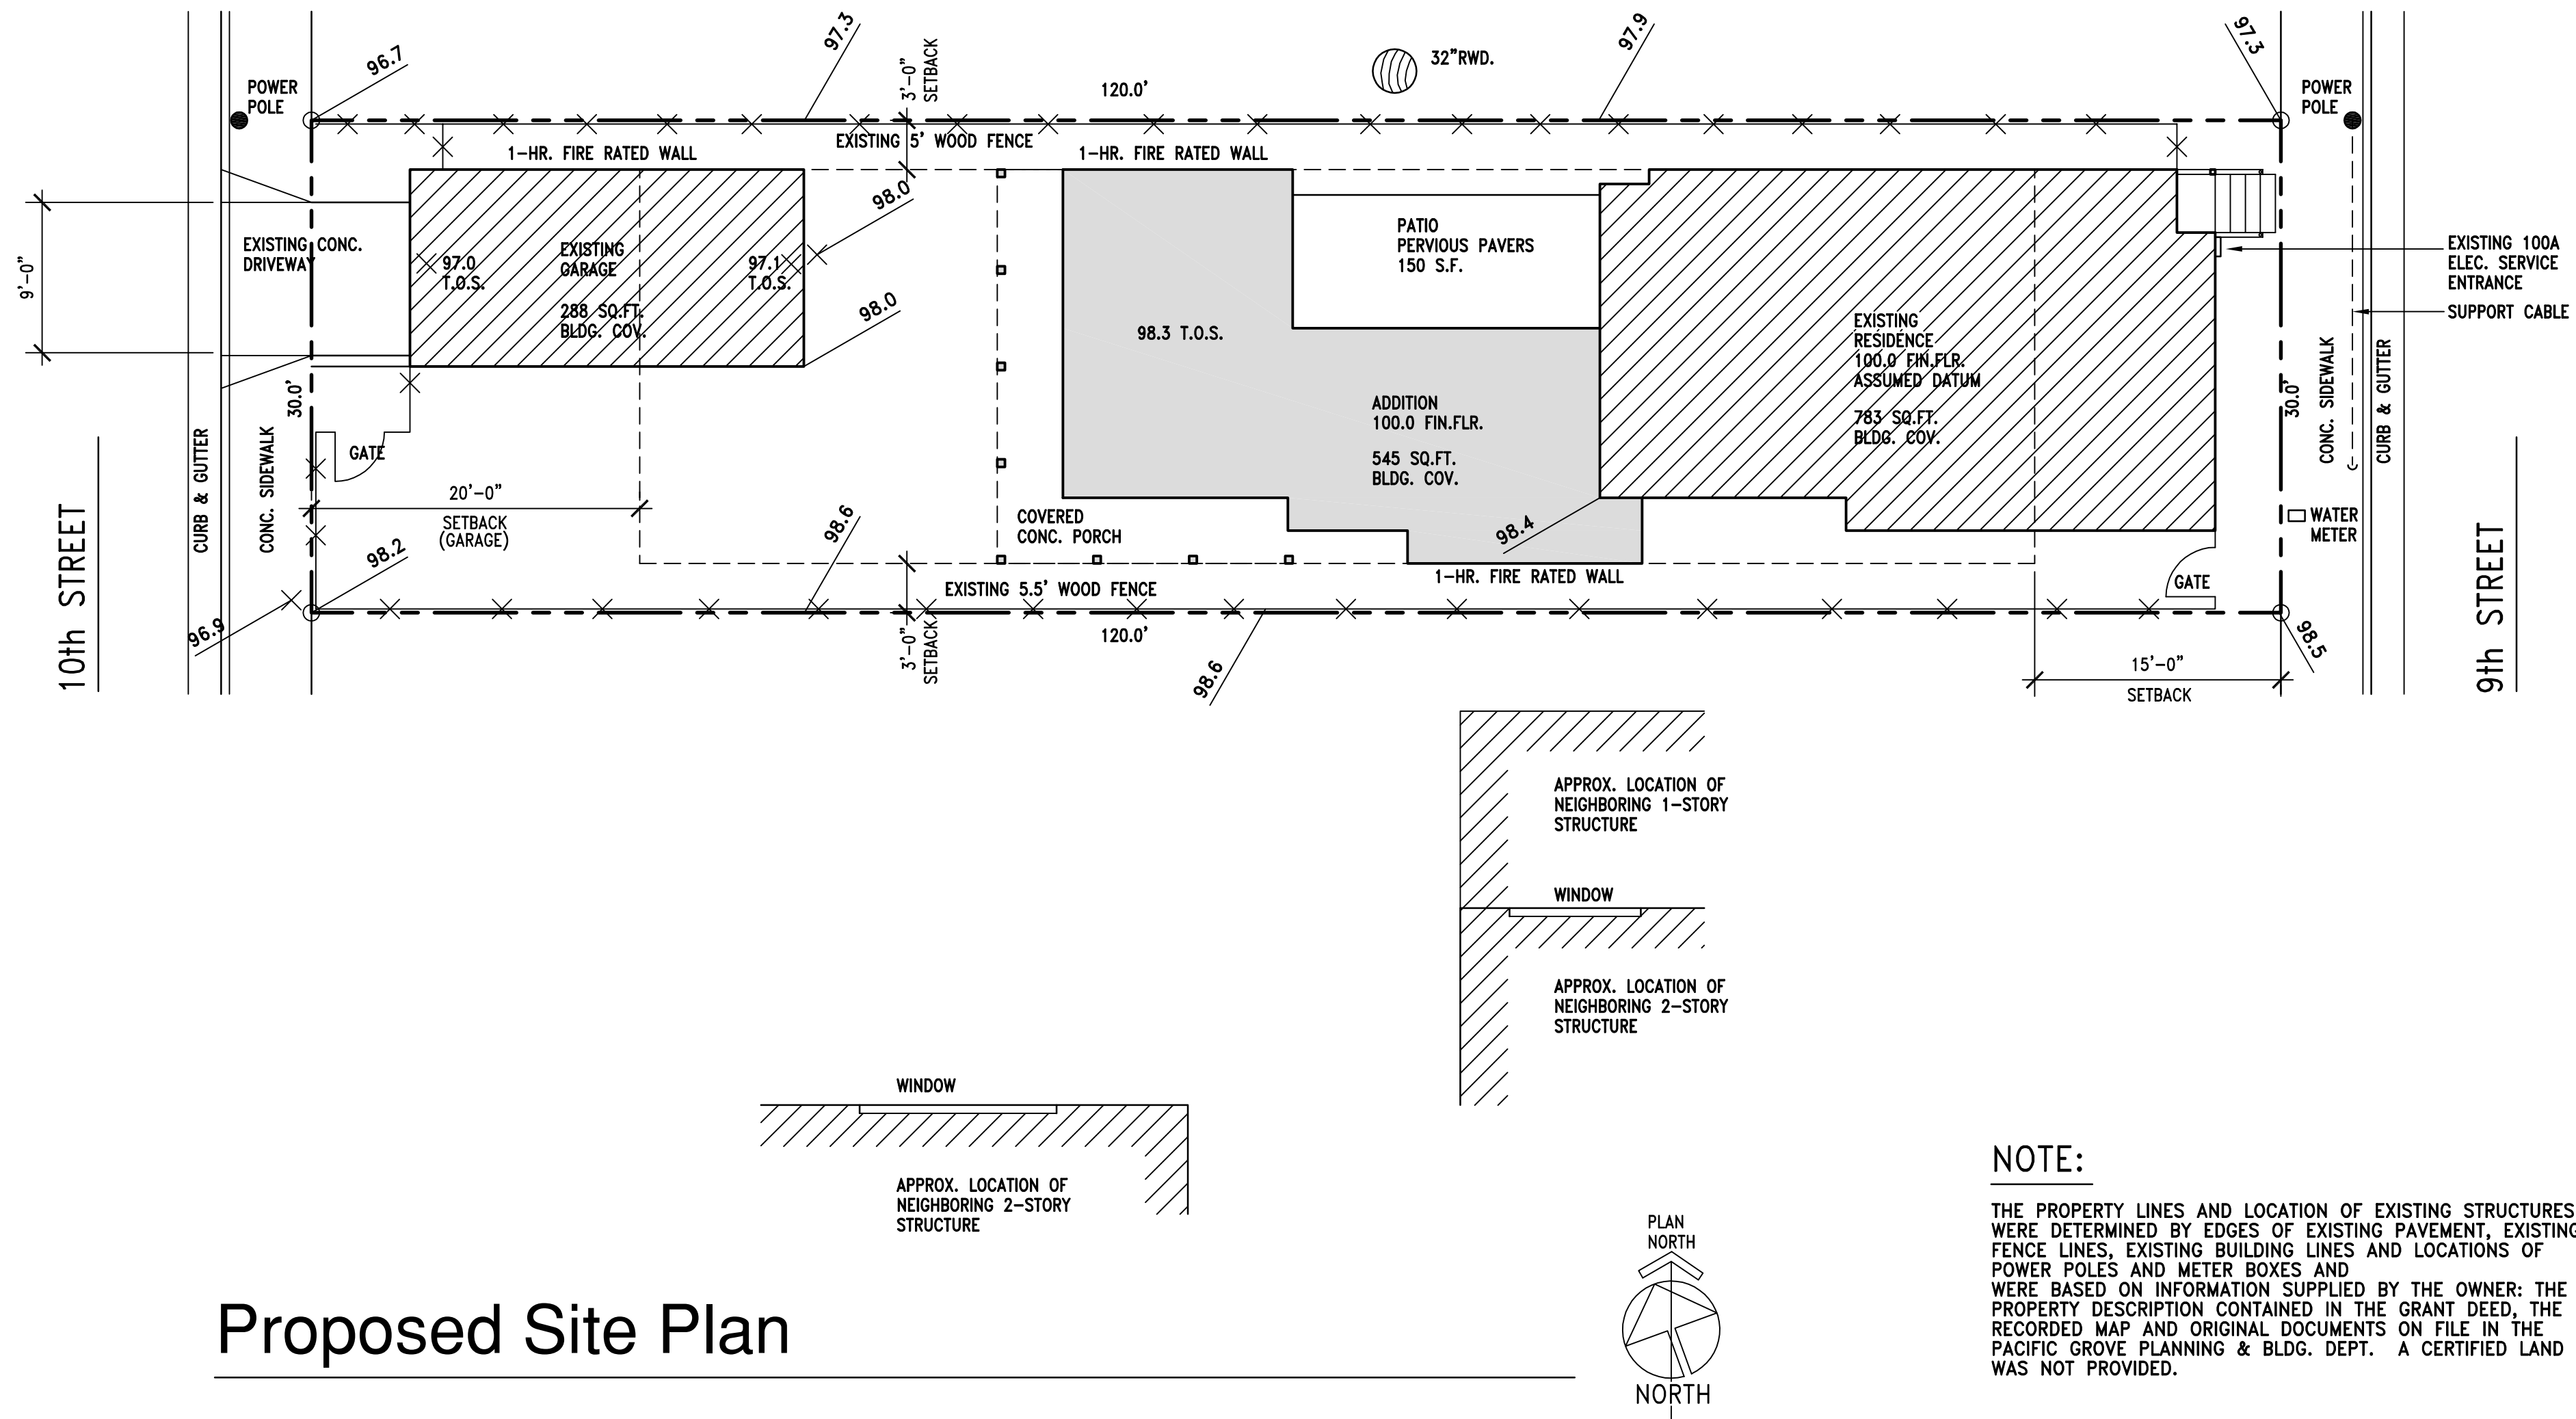 97.3
97.9
97.3
96.7
3'-0"
SETBACK
32"RWD.
120.0'
POWER
POLE
POWER
POLE
EXISTING 5' WOOD FENCE
1-HR. FIRE RATED WALL
1-HR. FIRE RATED WALL
98.0
EXISTING CONC.
DRIVEWAY
9'-0"
97.0
T.O.S.
EXISTING
GARAGE
288 SQ.FT.
BLDG. COV.
97.1
T.O.S.
98.0
PATIO
PERVIOUS PAVERS
150 S.F.
98.3 T.O.S.
EXISTING 100A
ELEC. SERVICE
ENTRANCE
SUPPORT CABLE
EXISTING
RESIDENCE
100.0 FIN.FLR.
ASSUMED DATUM
783 SQ.FT.
BLDG. COV.
ADDITION
100.0 FIN.FLR.
545 SQ.FT.
BLDG. COV.
30.0'
30.0'
CONC. SIDEWALK
CURB & GUTTER
CURB & GUTTER
CONC. SIDEWALK
GATE
10th STREET
9th STREET
20'-0"
SETBACK
(GARAGE)
98.6
COVERED
CONC. PORCH
98.4
WATER
METER
98.2
GATE
1-HR. FIRE RATED WALL
EXISTING 5.5' WOOD FENCE
96.9
3'-0"
SETBACK
120.0'
98.6
98.5
15'-0"
SETBACK
APPROX. LOCATION OF
NEIGHBORING 1-STORY
STRUCTURE
WINDOW
APPROX. LOCATION OF
NEIGHBORING 2-STORY
STRUCTURE
WINDOW
APPROX. LOCATION OF
NEIGHBORING 2-STORY
STRUCTURE
PLAN
NORTH
NORTH
Proposed Site Plan
NOTE:
THE PROPERTY LINES AND LOCATION OF EXISTING STRUCTURES
WERE DETERMINED BY EDGES OF EXISTING PAVEMENT, EXISTING
FENCE LINES, EXISTING BUILDING LINES AND LOCATIONS OF
POWER POLES AND METER BOXES AND
WERE BASED ON INFORMATION SUPPLIED BY THE OWNER: THE
PROPERTY DESCRIPTION CONTAINED IN THE GRANT DEED, THE
RECORDED MAP AND ORIGINAL DOCUMENTS ON FILE IN THE
PACIFIC GROVE PLANNING & BLDG. DEPT. A CERTIFIED LAND
WAS NOT PROVIDED.